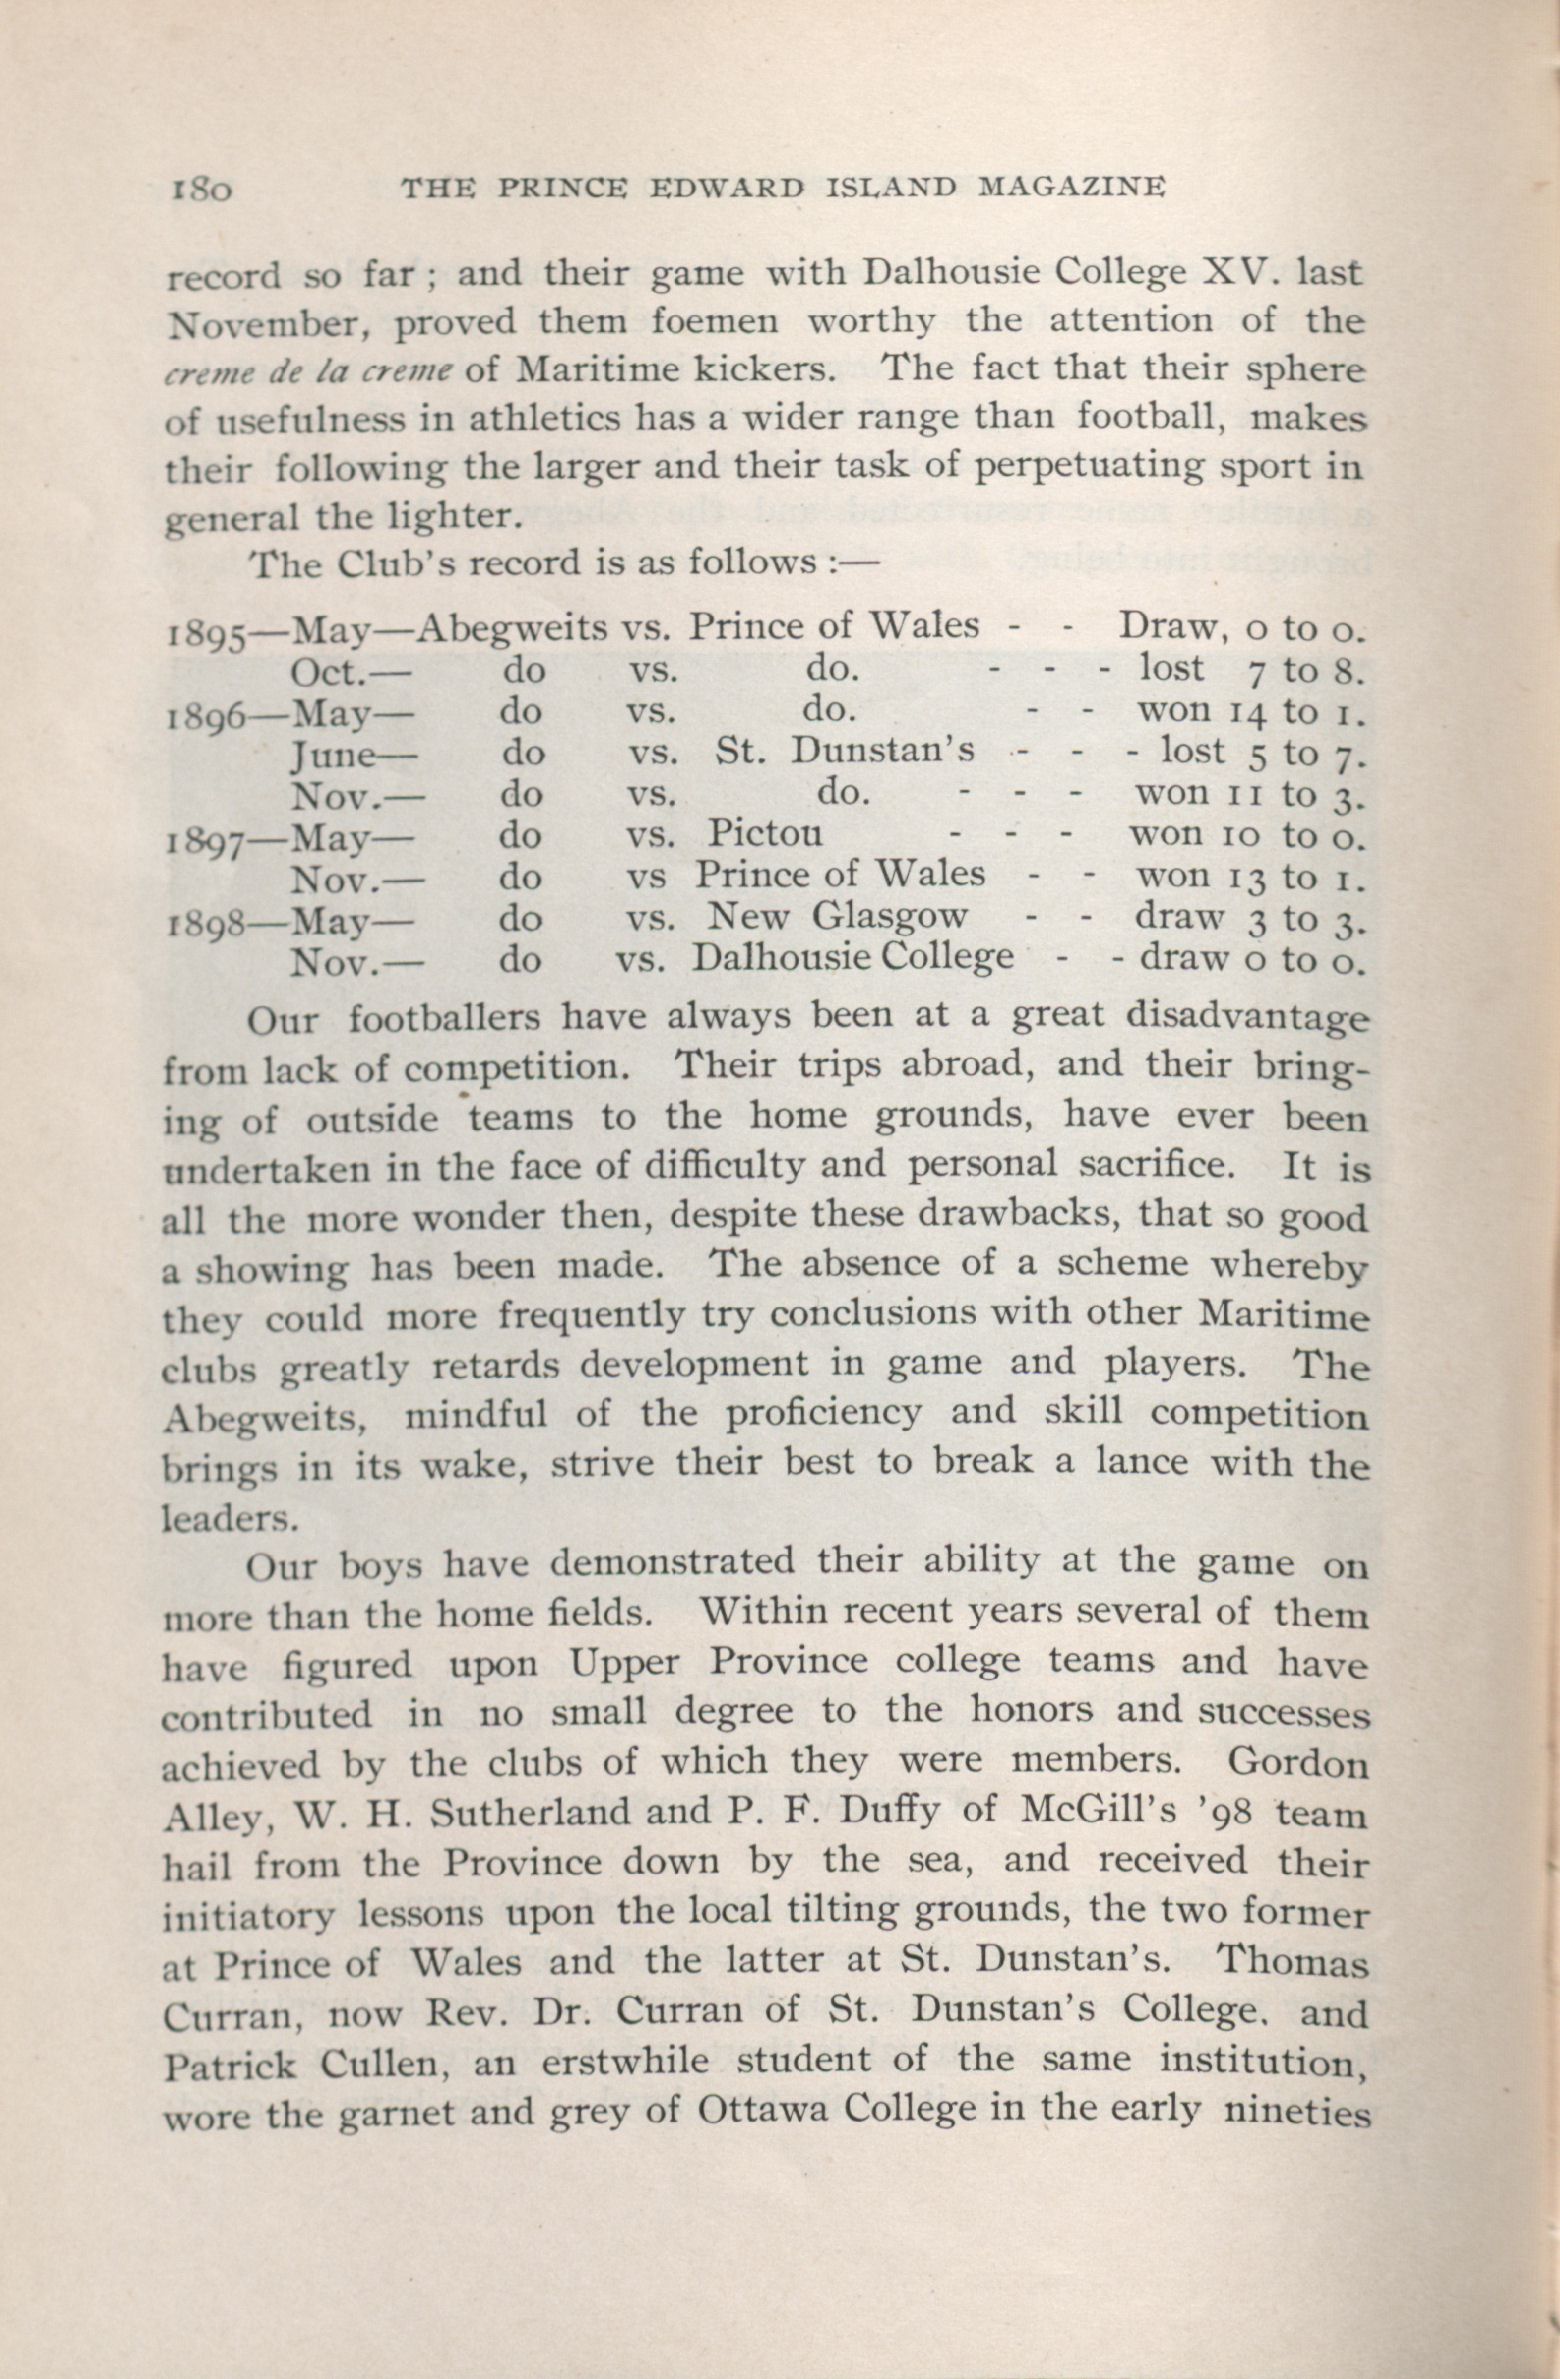 180 THE PRINCE EDWARD ISLAND MAGAZINE
record so far ; and their game with Dalhousie College XV. last
November, proved them foemen worthy the attention of the
creme de la creme of Maritime kickers. The fact that their sphere
of usefulness in athletics has a wider range than football, makes
their following the larger and their task of perpetuating sport in
general the lighter.
The Club's record is as follows :—
1895—May—Abegweits vs. Prince of Wales - - Draw, 0 to 0.
Oct.— do vs. do. - - - lost 7 to 8.
1896—May— do vs. do. - - won 14 to 1.
June— do vs. St. Dunstan's - - - lost 5 to 7.
Nov.— do vs. do. - - - won 11 to 3.
1897—May— do vs. Pictou - - - won 10 to 0.
Nov.— do vs Prince of Wales - - won 13 to 1.
1898—May— do vs. New Glasgow - - draw 3 to 3.
Nov.— do vs. Dalhousie College - - draw 0 to 0.
Our footballers have always been at a great disadvantage
from lack of competition. Their trips abroad, and their bring-
ing of outside teams to the home grounds, have ever been
undertaken in the face of difficulty and personal sacrifice. It is
all the more wonder then, despite these drawbacks, that so good
a showing has been made. The absence of a scheme whereby
they could more frequently try conclusions with other Maritime
clubs greatly retards development in game and players. The
Abegweits, mindful of the proficiency and skill competition
brings in its wake, strive their best to break a lance with the
leaders.
Our boys have demonstrated their ability at the game on
more than the home fields. Within recent years several of them
have figured upon Upper Province college teams and have
contributed in no small degree to the honors and successes
achieved by the clubs of which they were members. Gordon
Alley, W. H. Sutherland and P. F. Duffy of McGill's '98 team
hail from the Province down by the sea, and received their
initiatory lessons upon the local tilting grounds, the two former
at Prince of Wales and the latter at St. Dunstan's. Thomas
Curran, now Rev. Dr. Curran of St. Dunstan's College. and
Patrick Cullen, an erstwhile student of the same institution,
wore the garnet and grey of Ottawa College in the early nineties